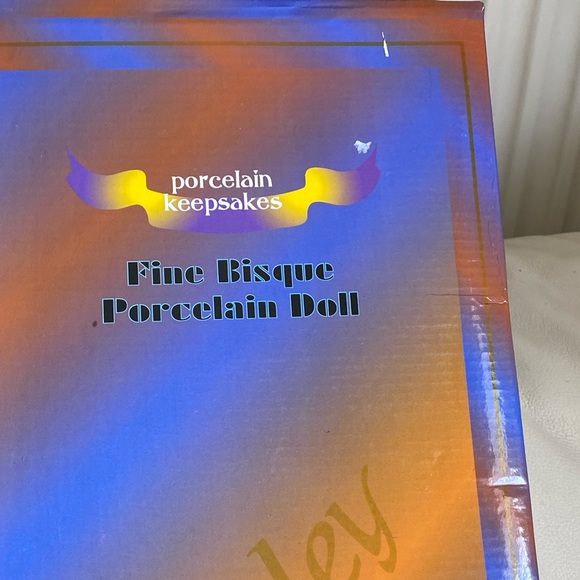 porcelain
keepsakes
Fine Bisque
Porcelain Doll